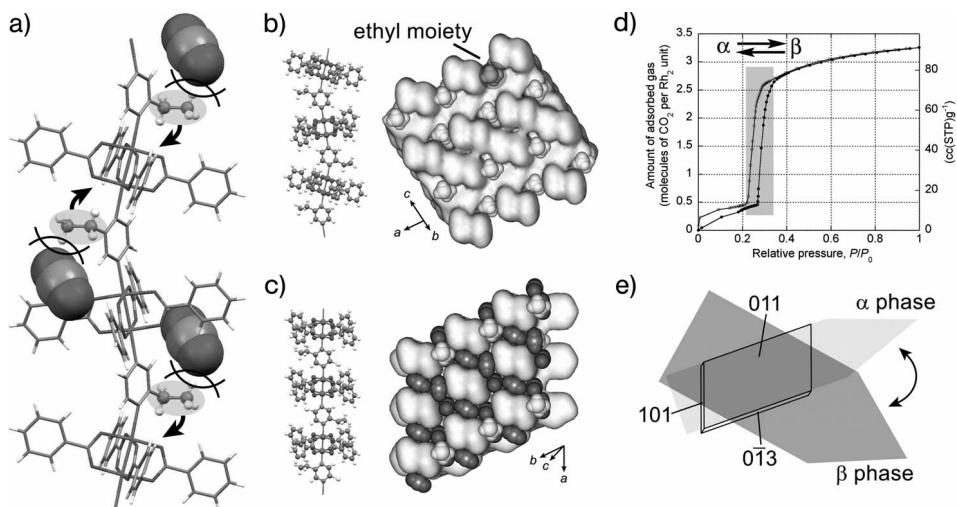 a)
b)
ethyl moiety
c
a
b
c)
b
c
a
d)
α
β
3.5
3
2.5
2
1.5
1
0.5
0
80
60
40
20
0
0
0.2
0.4
0.6
0.8
1
Amount of adsorbed gas
(molecules of CO2 per Rh2 unit)
(cc(STP)g⁻¹)
Relative pressure, P/P0
e)
011
α phase
101
01̄3
β phase